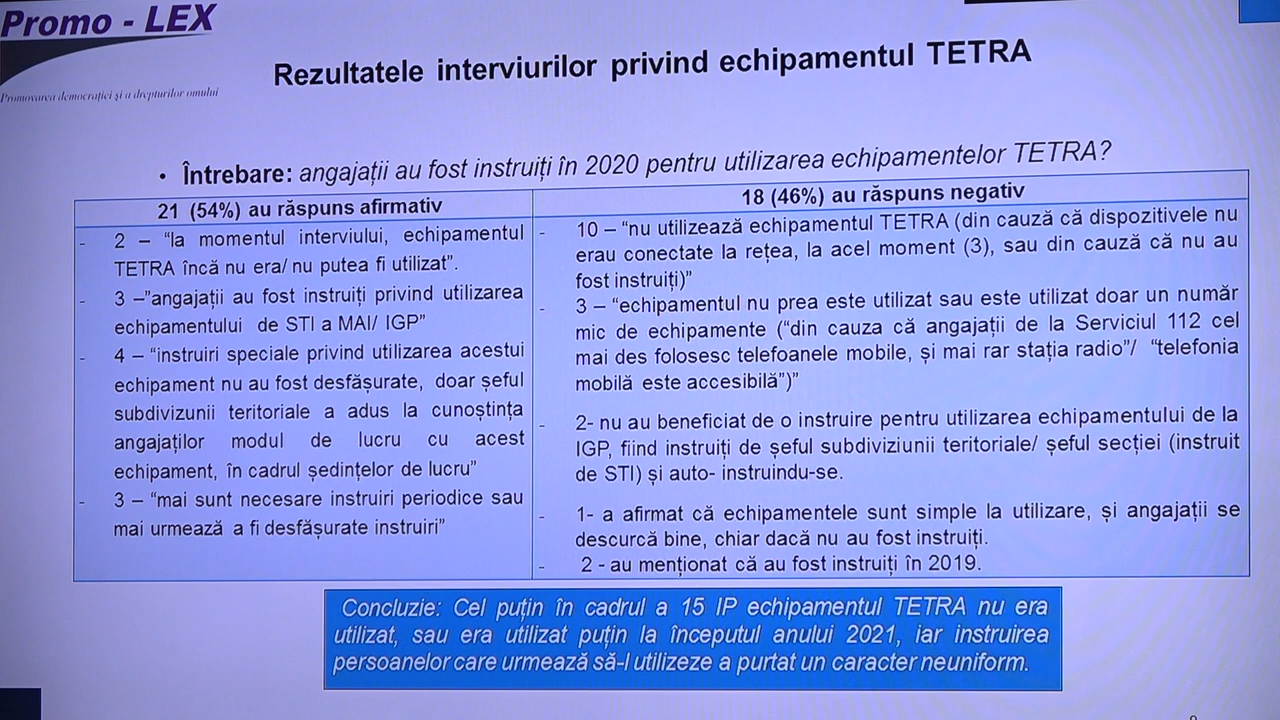 Promo - LEX
Promovarea democrației și a drepturilor omului
Rezultatele interviurilor privind echipamentul TETRA
• Întrebare: angajații au fost instruiți în 2020 pentru utilizarea echipamentelor TETRA?
21 (54%) au răspuns afirmativ
- 2 – “la momentul interviului, echipamentul
TETRA încă nu era/ nu putea fi utilizat”.
- 3 –”angajații au fost instruiți privind utilizarea
echipamentului de STI a MAI/ IGP”
- 4 – “instruiri speciale privind utilizarea acestui
echipament nu au fost desfășurate, doar șeful
subdivizunii teritoriale a adus la cunoștința
angajaților modul de lucru cu acest
echipament, în cadrul ședințelor de lucru”
- 3 – “mai sunt necesare instruiri periodice sau
mai urmează a fi desfășurate instruiri”
18 (46%) au răspuns negativ
- 10 – “nu utilizează echipamentul TETRA (din cauză că dispozitivele nu
erau conectate la rețea, la acel moment (3), sau din cauză că nu au
fost instruiți)”
- 3 – “echipamentul nu prea este utilizat sau este utilizat doar un număr
mic de echipamente (“din cauza că angajații de la Serviciul 112 cel
mai des folosesc telefoanele mobile, și mai rar stația radio”/ “telefonia
mobilă este accesibilă”)”
- 2- nu au beneficiat de o instruire pentru utilizarea echipamentului de la
IGP, fiind instruiți de șeful subdiviziunii teritoriale/ șeful secției (instruit
de STI) și auto- instruindu-se.
- 1- a afirmat că echipamentele sunt simple la utilizare, și angajații se
descurcă bine, chiar dacă nu au fost instruiți.
- 2 - au menționat că au fost instruiți în 2019.
Concluzie: Cel puțin în cadrul a 15 IP echipamentul TETRA nu era
utilizat, sau era utilizat puțin la începutul anului 2021, iar instruirea
persoanelor care urmează să-l utilizeze a purtat un caracter neuniform.